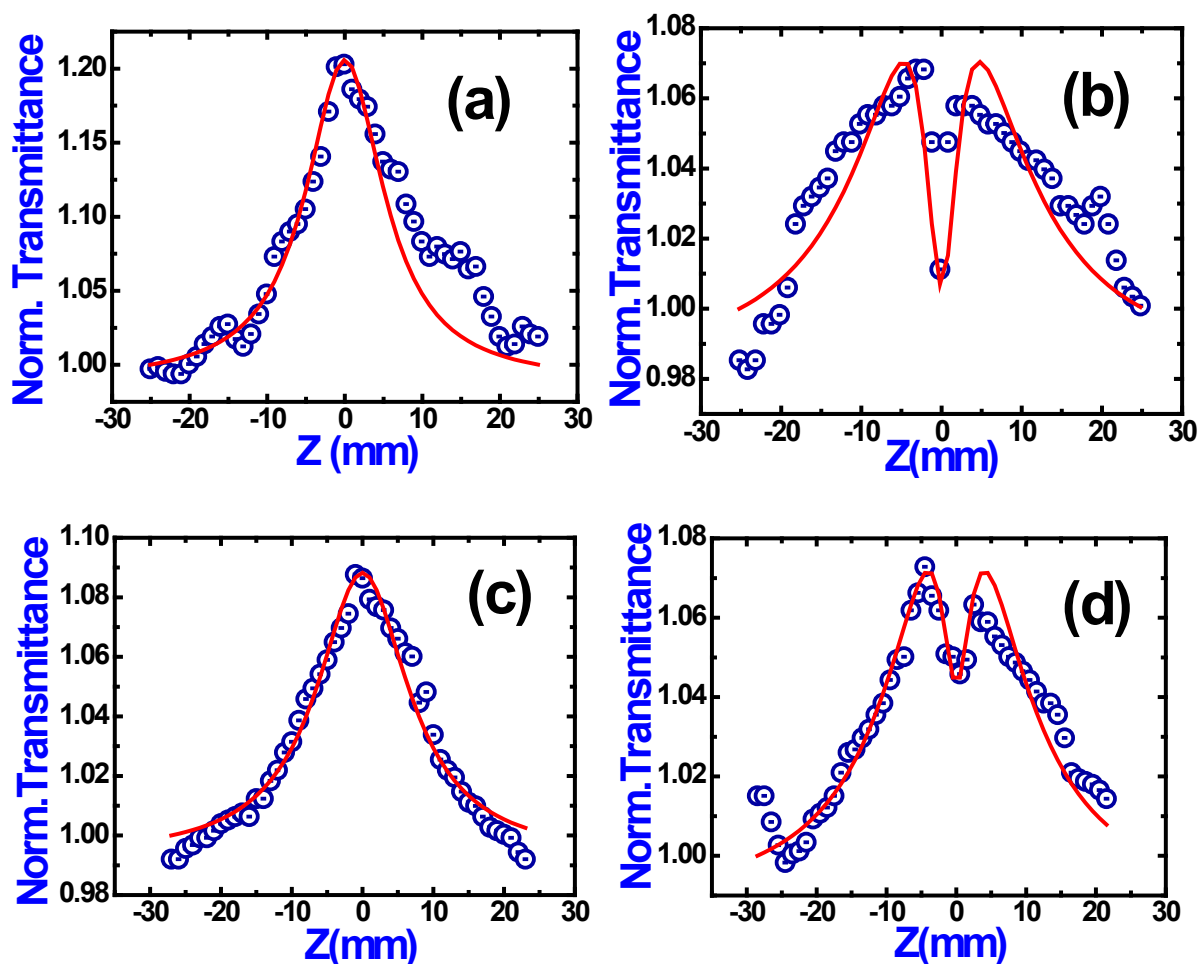 Norm. Transmittance
1.20
1.15
1.10
1.05
1.00
-30 -20 -10 0 10 20 30
Z (mm)
(a)
Norm.Transmittance
1.08
1.06
1.04
1.02
1.00
0.98
-30 -20 -10 0 10 20 30
Z(mm)
(b)
Norm.Transmittance
1.10
1.08
1.06
1.04
1.02
1.00
0.98
-30 -20 -10 0 10 20 30
Z(mm)
(c)
Norm.Transmittance
1.08
1.06
1.04
1.02
1.00
-30 -20 -10 0 10 20 30
Z(mm)
(d)